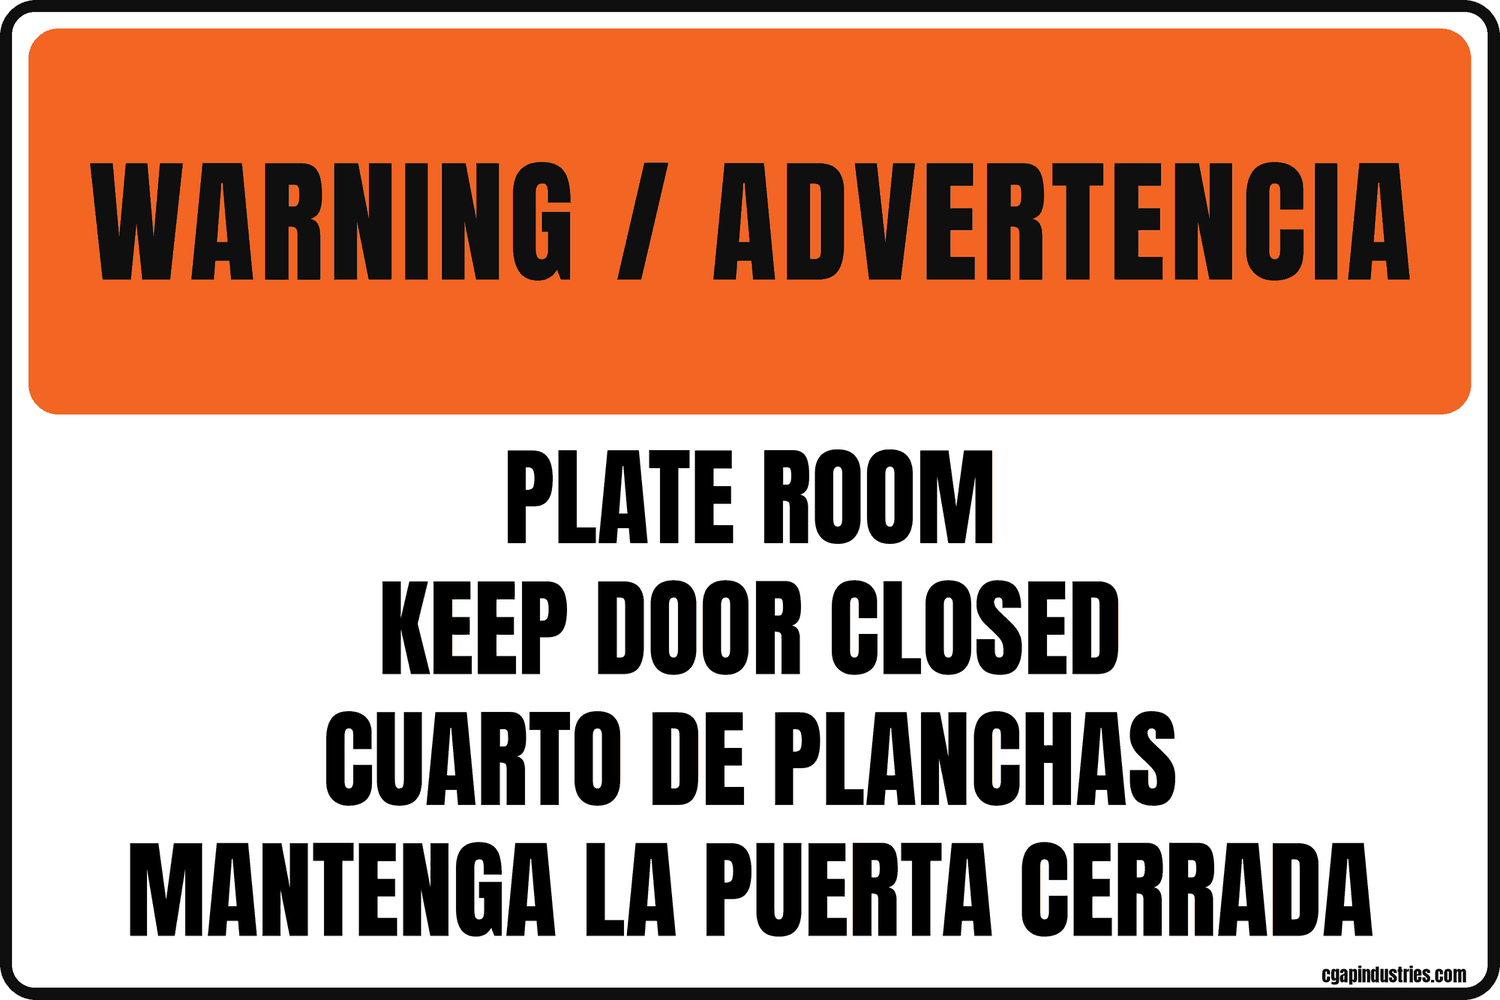 WARNING / ADVERTENCIA
PLATE ROOM
KEEP DOOR CLOSED
CUARTO DE PLANCHAS
MANTENGA LA PUERTA CERRADA
cgapindustries.com